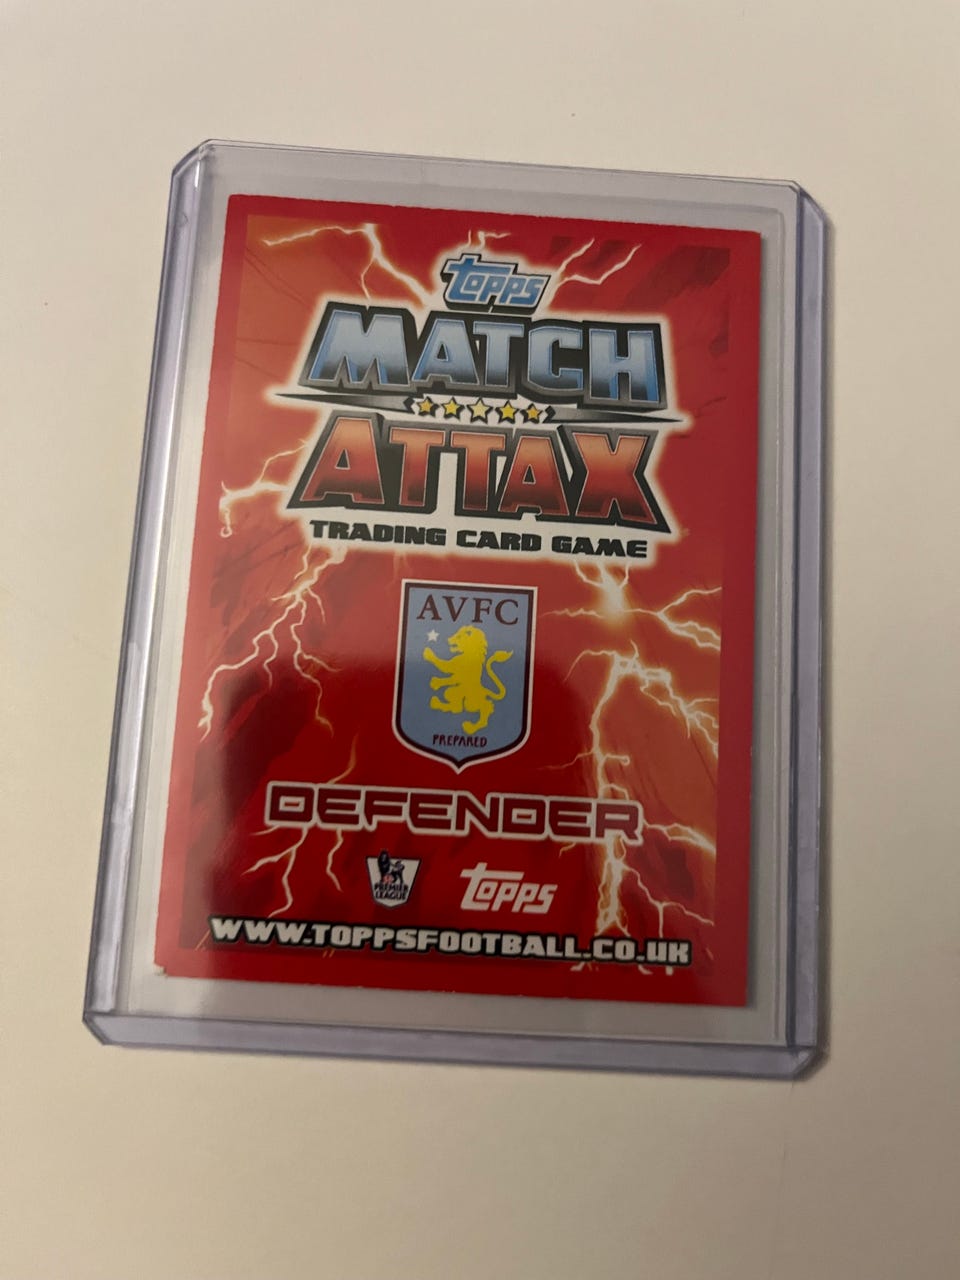 topps
MATCH
ATTAX
TRADING CARD GAME
AVFC
PREPARED
DEFENDER
PREMIER
LEAGUE
topps
WWW.TOPPSFOOTBALL.CO.UK